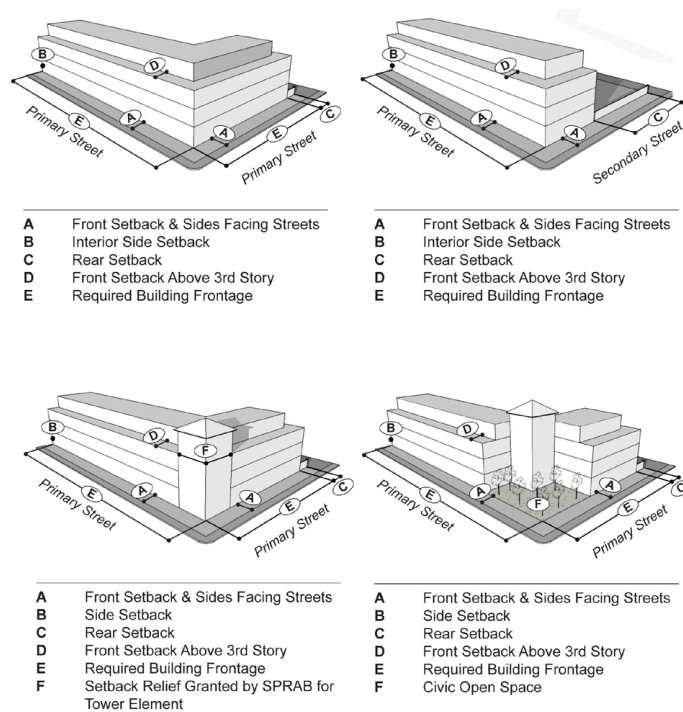 B
D
A
A
E
E
C
Primary Street
Primary Street
A Front Setback & Sides Facing Streets
B Interior Side Setback
C Rear Setback
D Front Setback Above 3rd Story
E Required Building Frontage
B
D
A
A
E
C
Primary Street
Secondary Street
A Front Setback & Sides Facing Streets
B Interior Side Setback
C Rear Setback
D Front Setback Above 3rd Story
E Required Building Frontage
B
D
F
A
A
E
E
C
Primary Street
Primary Street
A Front Setback & Sides Facing Streets
B Side Setback
C Rear Setback
D Front Setback Above 3rd Story
E Required Building Frontage
F Setback Relief Granted by SPRAB for
Tower Element
B
D
A
A
F
E
E
C
Primary Street
Primary Street
A Front Setback & Sides Facing Streets
B Side Setback
C Rear Setback
D Front Setback Above 3rd Story
E Required Building Frontage
F Civic Open Space